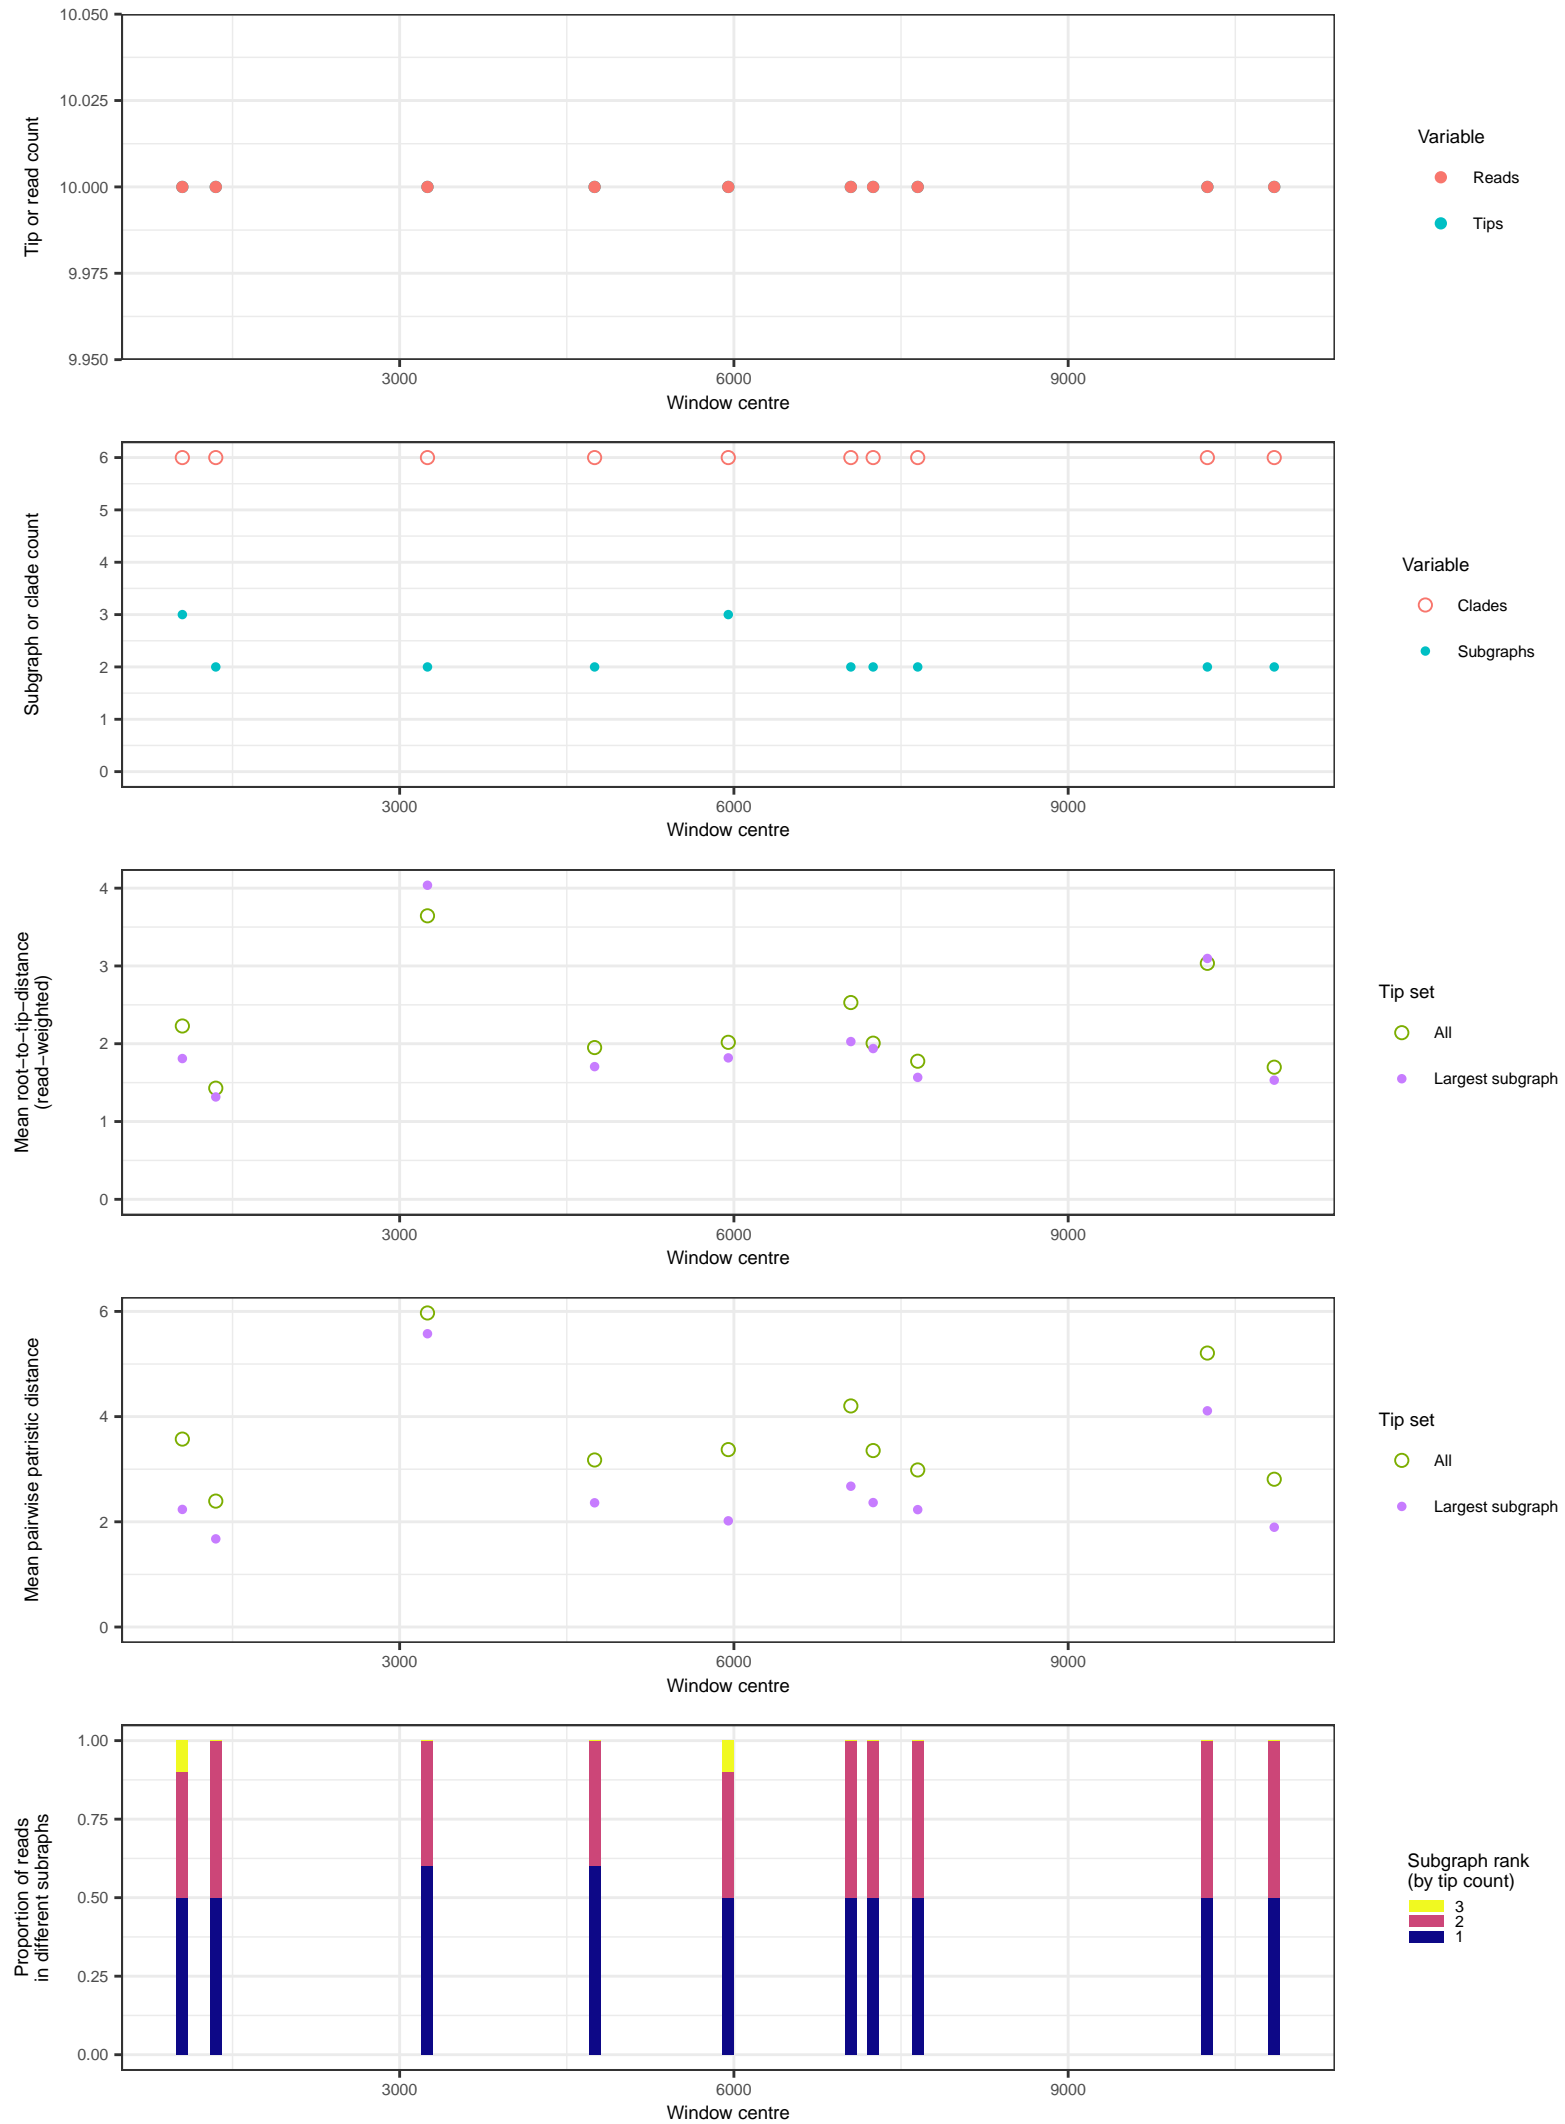 10.050
10.025
10.000
9.975
9.950
Tip or read count
3000
6000
9000
Window centre
Variable
Reads
Tips
6
5
4
3
2
1
0
Subgraph or clade count
3000
6000
9000
Window centre
Variable
Clades
Subgraphs
4
3
2
1
0
Mean root−to−tip−distance
(read−weighted)
3000
6000
9000
Window centre
Tip set
All
Largest subgraph
6
4
2
0
Mean pairwise patristic distance
3000
6000
9000
Window centre
Tip set
All
Largest subgraph
1.00
0.75
0.50
0.25
0.00
Proportion of reads
in different subraphs
3000
6000
9000
Window centre
Subgraph rank
(by tip count)
3
2
1